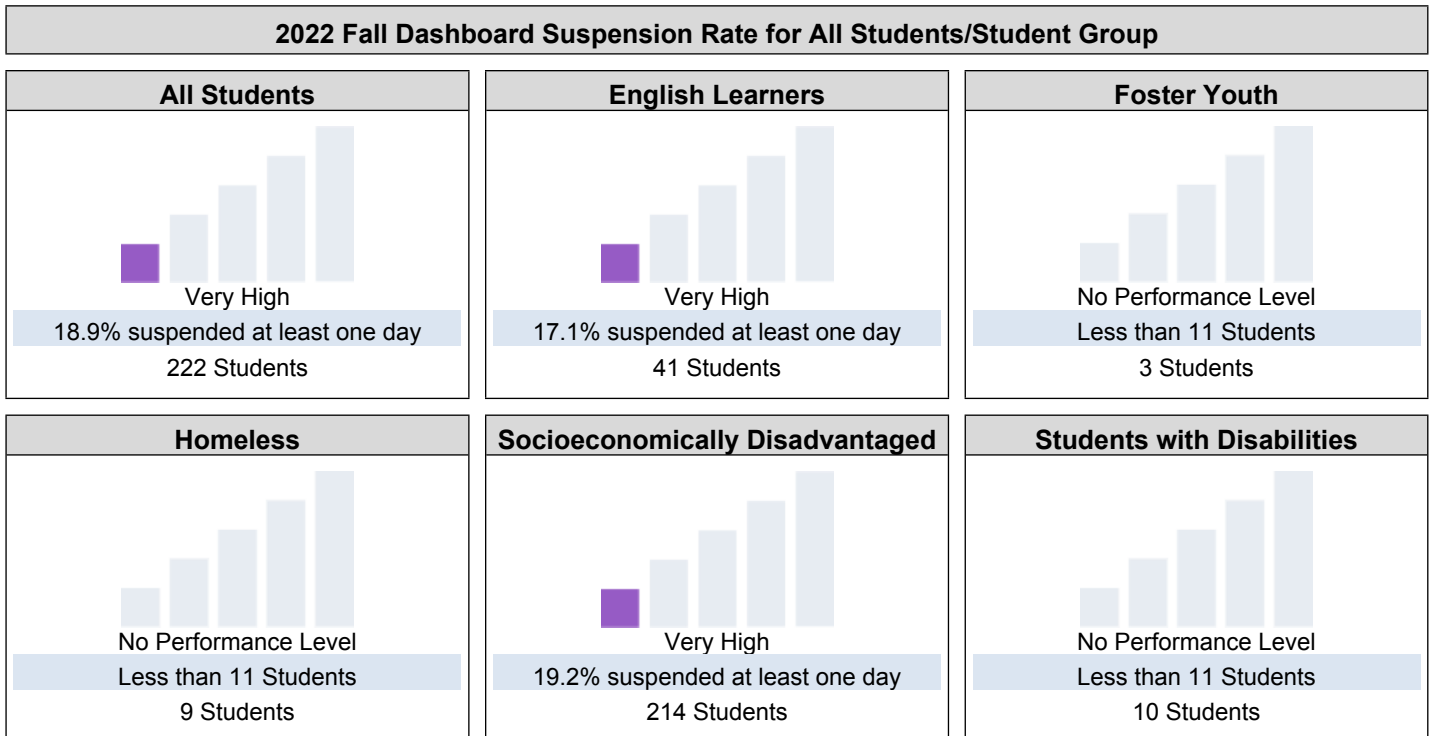 2022 Fall Dashboard Suspension Rate for All Students/Student Group
All Students
Very High
18.9% suspended at least one day
222 Students
English Learners
Very High
17.1% suspended at least one day
41 Students
Foster Youth
No Performance Level
Less than 11 Students
3 Students
Homeless
No Performance Level
Less than 11 Students
9 Students
Socioeconomically Disadvantaged
Very High
19.2% suspended at least one day
214 Students
Students with Disabilities
No Performance Level
Less than 11 Students
10 Students